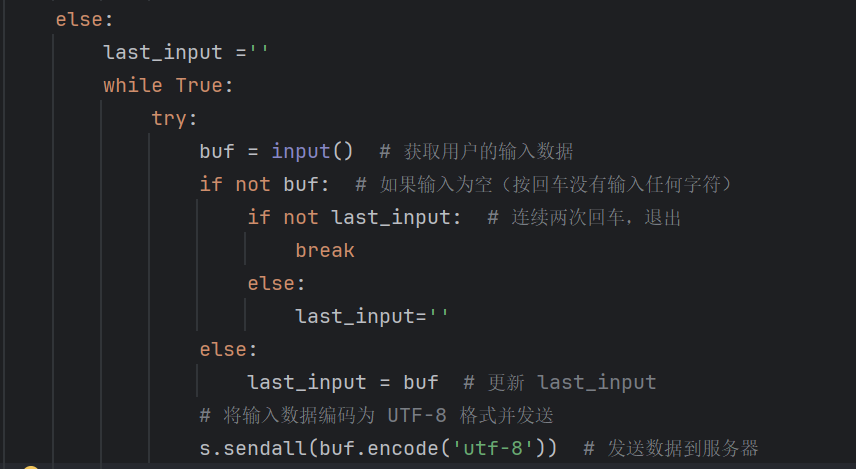 else:
last_input =''
while True:
try:
buf = input()  # 获取用户的输入数据
if not buf:  # 如果输入为空（按回车没有输入任何字符）
if not last_input:  # 连续两次回车，退出
break
else:
last_input=''
else:
last_input = buf  # 更新 last_input
# 将输入数据编码为 UTF-8 格式并发送
s.sendall(buf.encode('utf-8'))  # 发送数据到服务器